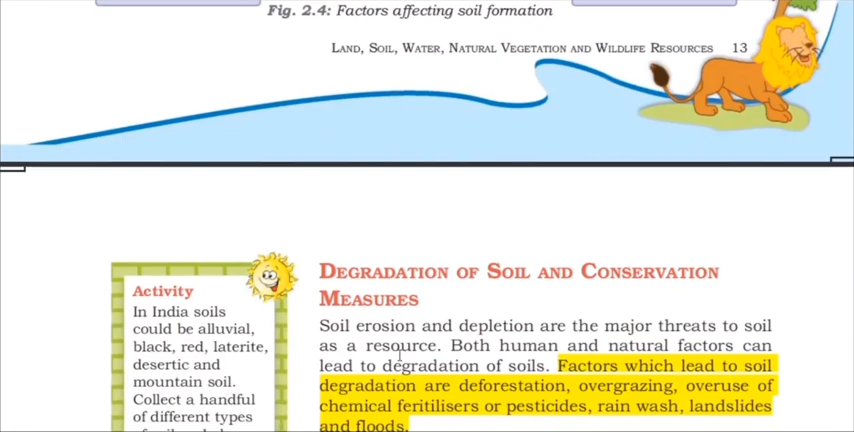 Fig. 2.4: Factors affecting soil formation
LAND, SOIL, WATER, NATURAL VEGETATION AND WILDLIFE RESOURCES 13
Activity
In India soils
could be alluvial,
black, red, laterite,
desertic and
mountain soil.
Collect a handful
of different types
DEGRADATION OF SOIL AND CONSERVATION
MEASURES
Soil erosion and depletion are the major threats to soil
as a resource. Both human and natural factors can
lead to degradation of soils. Factors which lead to soil
degradation are deforestation, overgrazing, overuse of
chemical feritilisers or pesticides, rain wash, landslides
and floods.